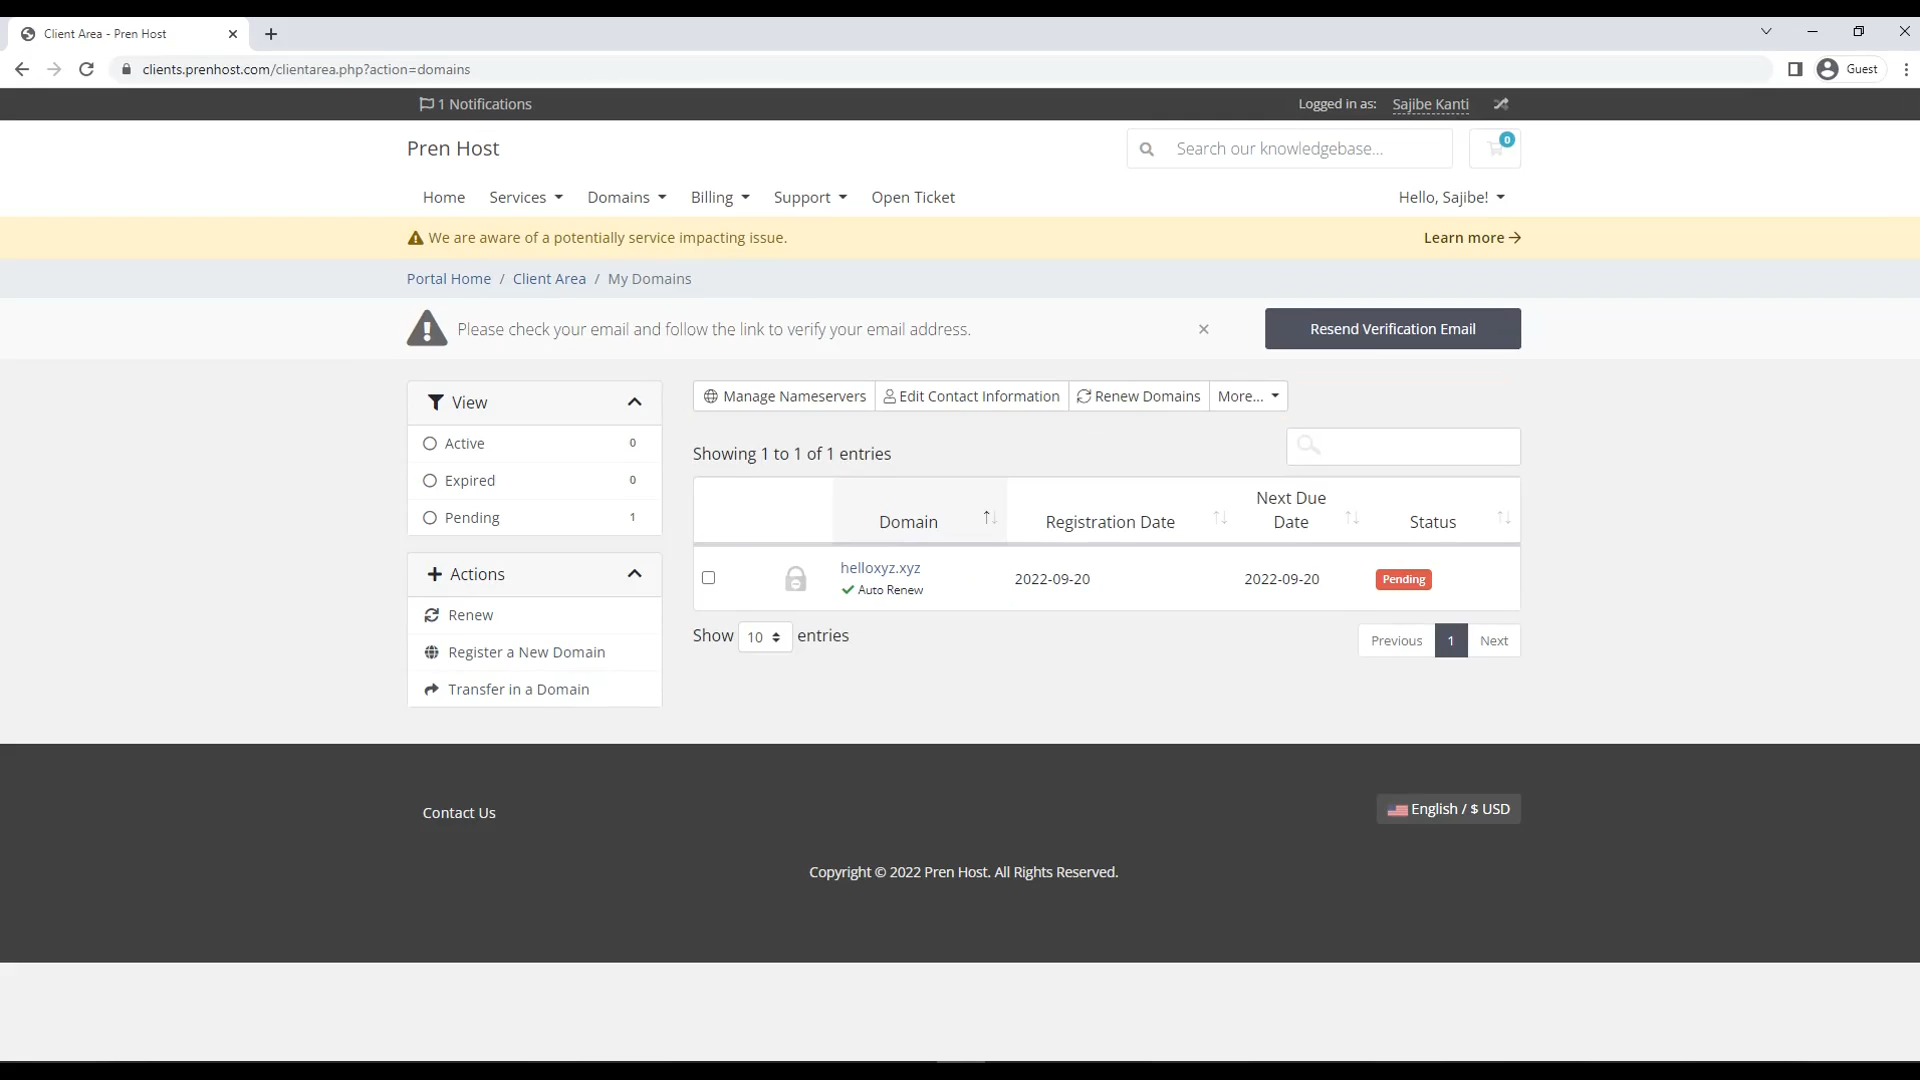 Client Area - Pren Host
clients.prenhost.com/clientarea.php?action=domains
Guest
1 Notifications
Logged in as: Sajibe Kanti
Pren Host
Search our knowledgebase...
0
Home
Services
Domains
Billing
Support
Open Ticket
Hello, Sajibe!
We are aware of a potentially service impacting issue.
Learn more
Portal Home / Client Area / My Domains
Please check your email and follow the link to verify your email address.
Resend Verification Email
View
Active 0
Expired 0
Pending 1
Actions
Renew
Register a New Domain
Transfer in a Domain
Manage Nameservers
Edit Contact Information
Renew Domains
More...
Showing 1 to 1 of 1 entries
Domain
Registration Date
Next Due
Date
Status
helloxyz.xyz
Auto Renew
2022-09-20
2022-09-20
Pending
Show 10 entries
Previous 1 Next
Contact Us
English / $ USD
Copyright © 2022 Pren Host. All Rights Reserved.